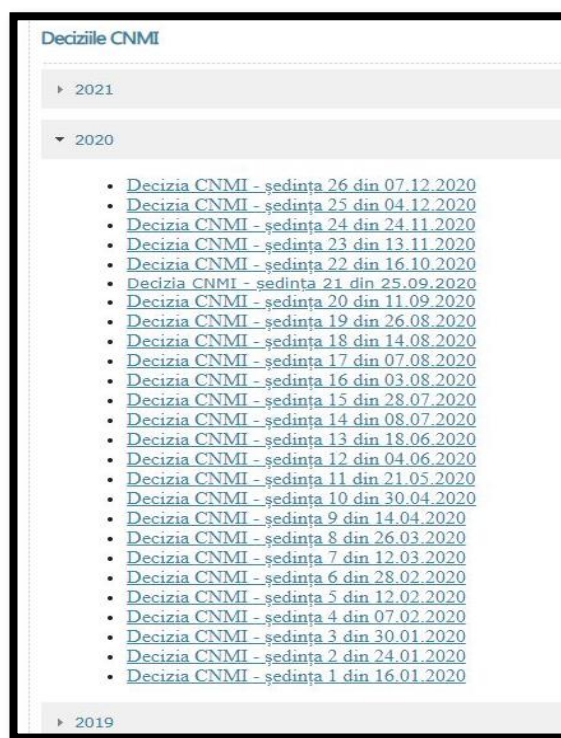 Deciziile CNMI
2021
2020
Decizia CNMI - ședința 26 din 07.12.2020
Decizia CNMI - ședința 25 din 04.12.2020
Decizia CNMI - ședința 24 din 24.11.2020
Decizia CNMI - ședința 23 din 13.11.2020
Decizia CNMI - ședința 22 din 16.10.2020
Decizia CNMI - ședința 21 din 25.09.2020
Decizia CNMI - ședința 20 din 11.09.2020
Decizia CNMI - ședința 19 din 26.08.2020
Decizia CNMI - ședința 18 din 14.08.2020
Decizia CNMI - ședința 17 din 07.08.2020
Decizia CNMI - ședința 16 din 03.08.2020
Decizia CNMI - ședința 15 din 28.07.2020
Decizia CNMI - ședința 14 din 08.07.2020
Decizia CNMI - ședința 13 din 18.06.2020
Decizia CNMI - ședința 12 din 04.06.2020
Decizia CNMI - ședința 11 din 21.05.2020
Decizia CNMI - ședința 10 din 30.04.2020
Decizia CNMI - ședința 9 din 14.04.2020
Decizia CNMI - ședința 8 din 26.03.2020
Decizia CNMI - ședința 7 din 12.03.2020
Decizia CNMI - ședința 6 din 28.02.2020
Decizia CNMI - ședința 5 din 12.02.2020
Decizia CNMI - ședința 4 din 07.02.2020
Decizia CNMI - ședința 3 din 30.01.2020
Decizia CNMI - ședința 2 din 24.01.2020
Decizia CNMI - ședința 1 din 16.01.2020
2019